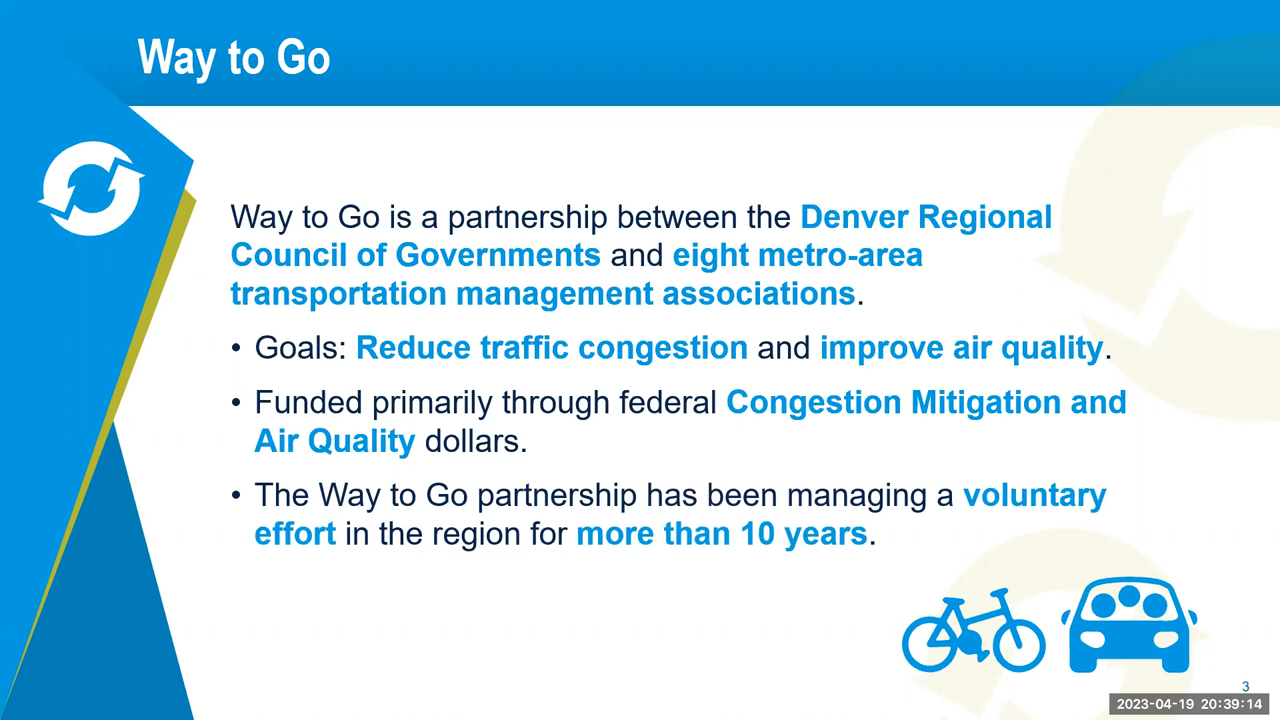 Way to Go
Way to Go is a partnership between the Denver Regional
Council of Governments and eight metro-area
transportation management associations.
• Goals: Reduce traffic congestion and improve air quality.
• Funded primarily through federal Congestion Mitigation and
Air Quality dollars.
• The Way to Go partnership has been managing a voluntary
effort in the region for more than 10 years.
3
2023-04-19 20:39:14